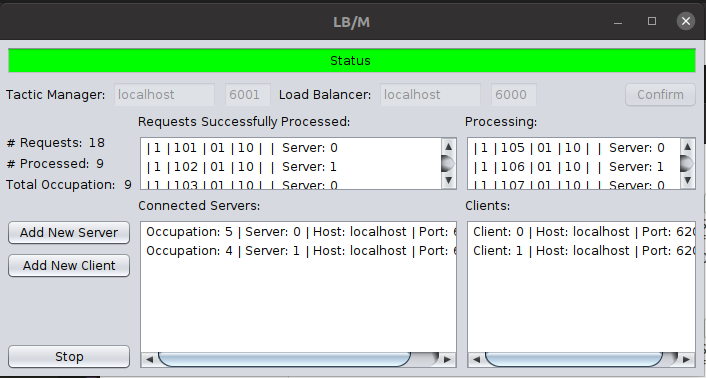 LB/M
Status
Tactic Manager: localhost 6001 Load Balancer: localhost 6000 Confirm
Requests Successfully Processed: Processing:
# Requests: 18
# Processed: 9
Total Occupation: 9
| 1 | 101 | 01 | 10 | | Server: 0
| 1 | 102 | 01 | 10 | | Server: 1
| 1 | 103 | 01 | 10 | | Server: 0
| 1 | 105 | 01 | 10 | | Server: 0
| 1 | 106 | 01 | 10 | | Server: 1
| 1 | 107 | 01 | 10 | | Server: 0
Connected Servers: Clients:
Add New Server
Add New Client
Stop
Occupation: 5 | Server: 0 | Host: localhost | Port:
Occupation: 4 | Server: 1 | Host: localhost | Port:
Client: 0 | Host: localhost | Port: 620
Client: 1 | Host: localhost | Port: 620